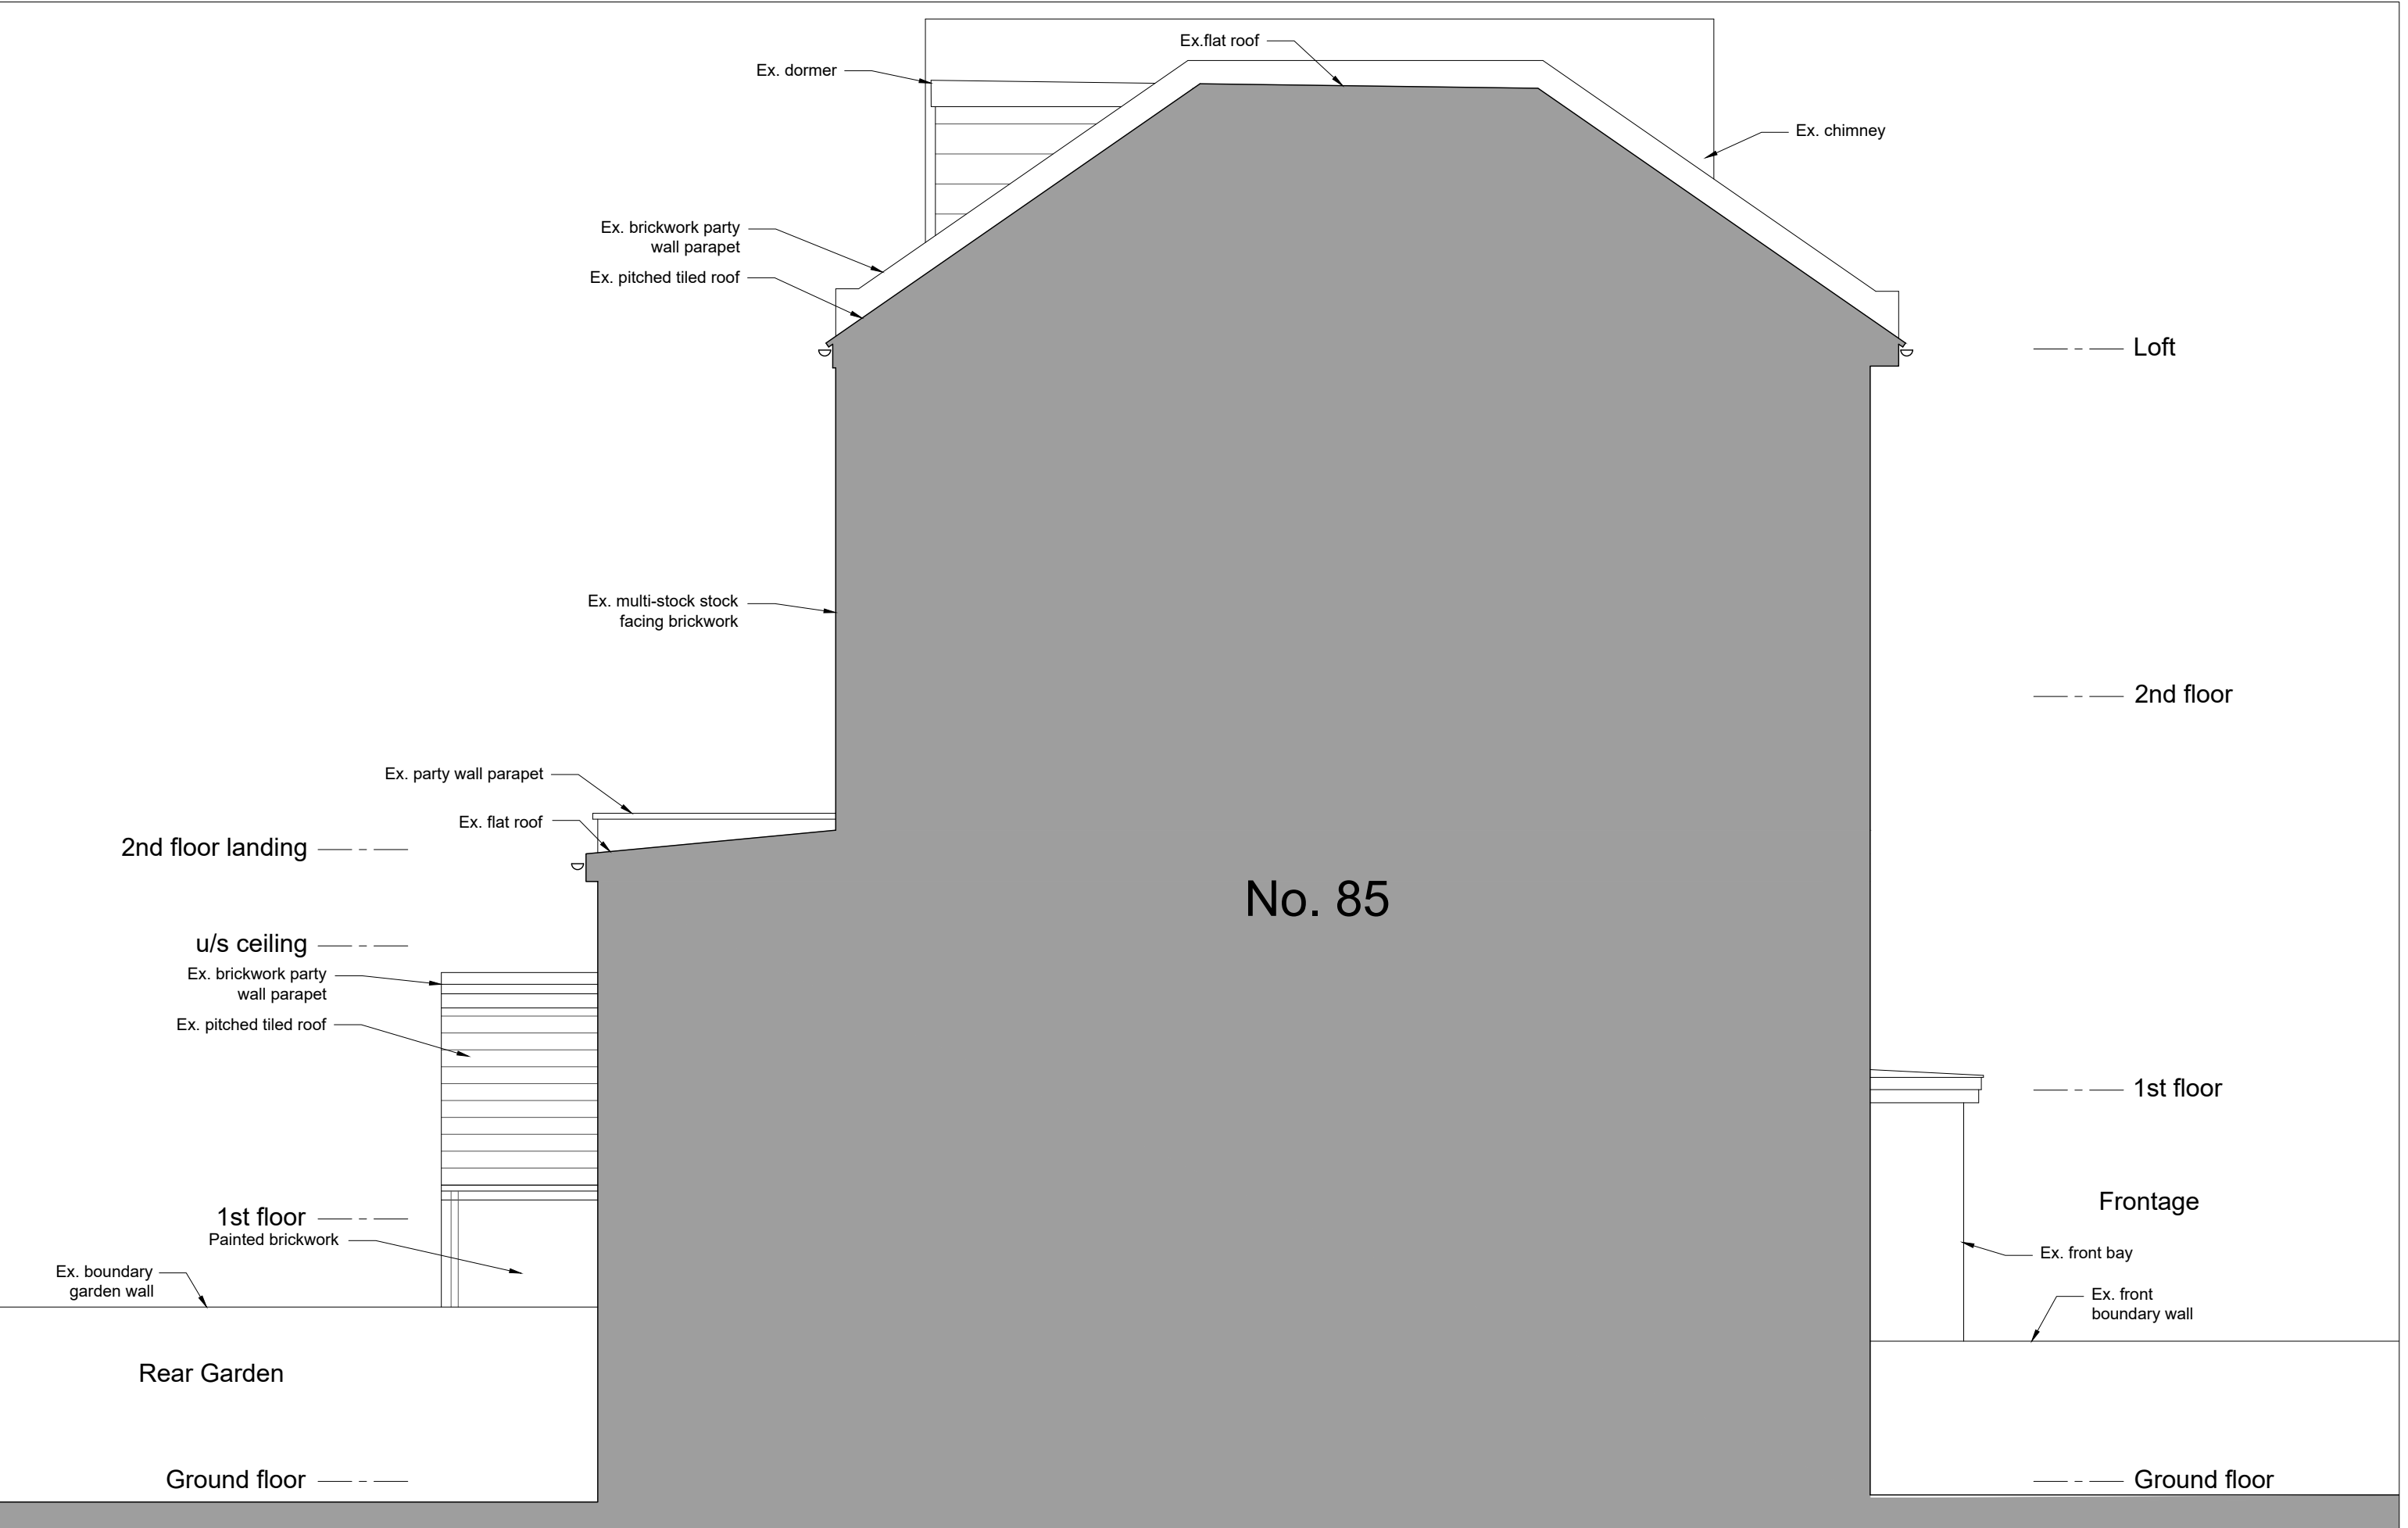 Ex.flat roof
Ex. dormer
Ex. chimney
Ex. brickwork party
wall parapet
Ex. pitched tiled roof
Loft
Ex. multi-stock stock
facing brickwork
2nd floor
Ex. party wall parapet
Ex. flat roof
2nd floor landing
No. 85
u/s ceiling
Ex. brickwork party
wall parapet
Ex. pitched tiled roof
1st floor
Frontage
1st floor
Painted brickwork
Ex. front bay
Ex. boundary
garden wall
Ex. front
boundary wall
Rear Garden
Ground floor
Ground floor